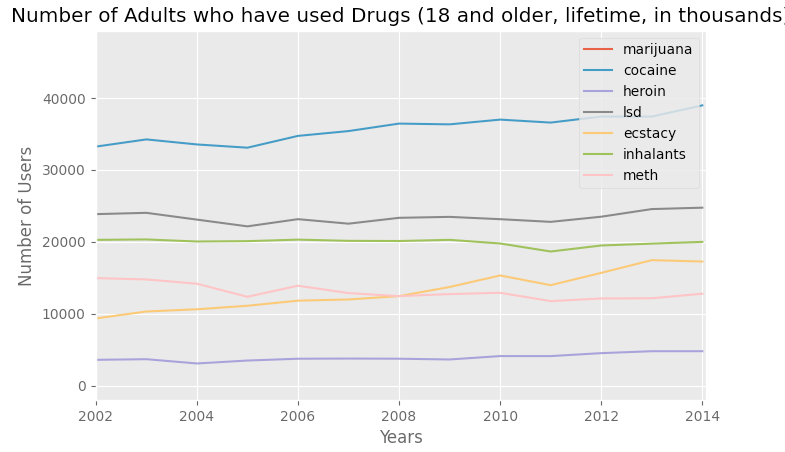 Number of Adults who have used Drugs (18 and older, lifetime, in thousands)
marijuana
cocaine
heroin
lsd
ecstacy
inhalants
meth
40000
30000
20000
10000
0
Number of Users
2002 2004 2006 2008 2010 2012 2014
Years